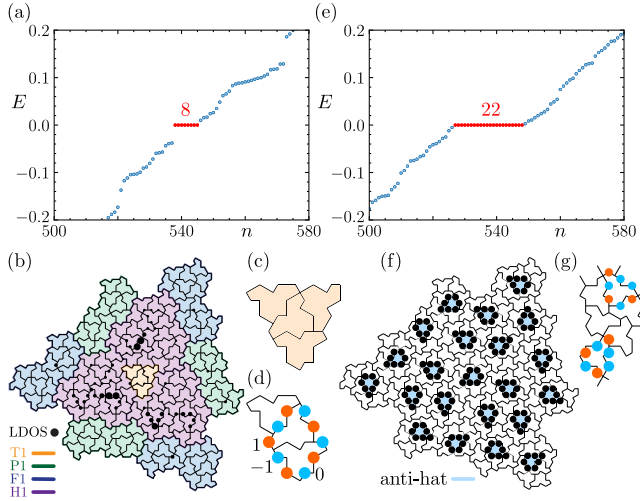 (a)
0.2
0.1
E
0.0
−0.1
−0.2
8
500
540
n
580
(e)
0.2
0.1
E
0.0
−0.1
−0.2
22
500
540
n
580
(b)
LDOS
T1
P1
F1
H1
(c)
(d)
1
−1
0
(f)
anti-hat
(g)